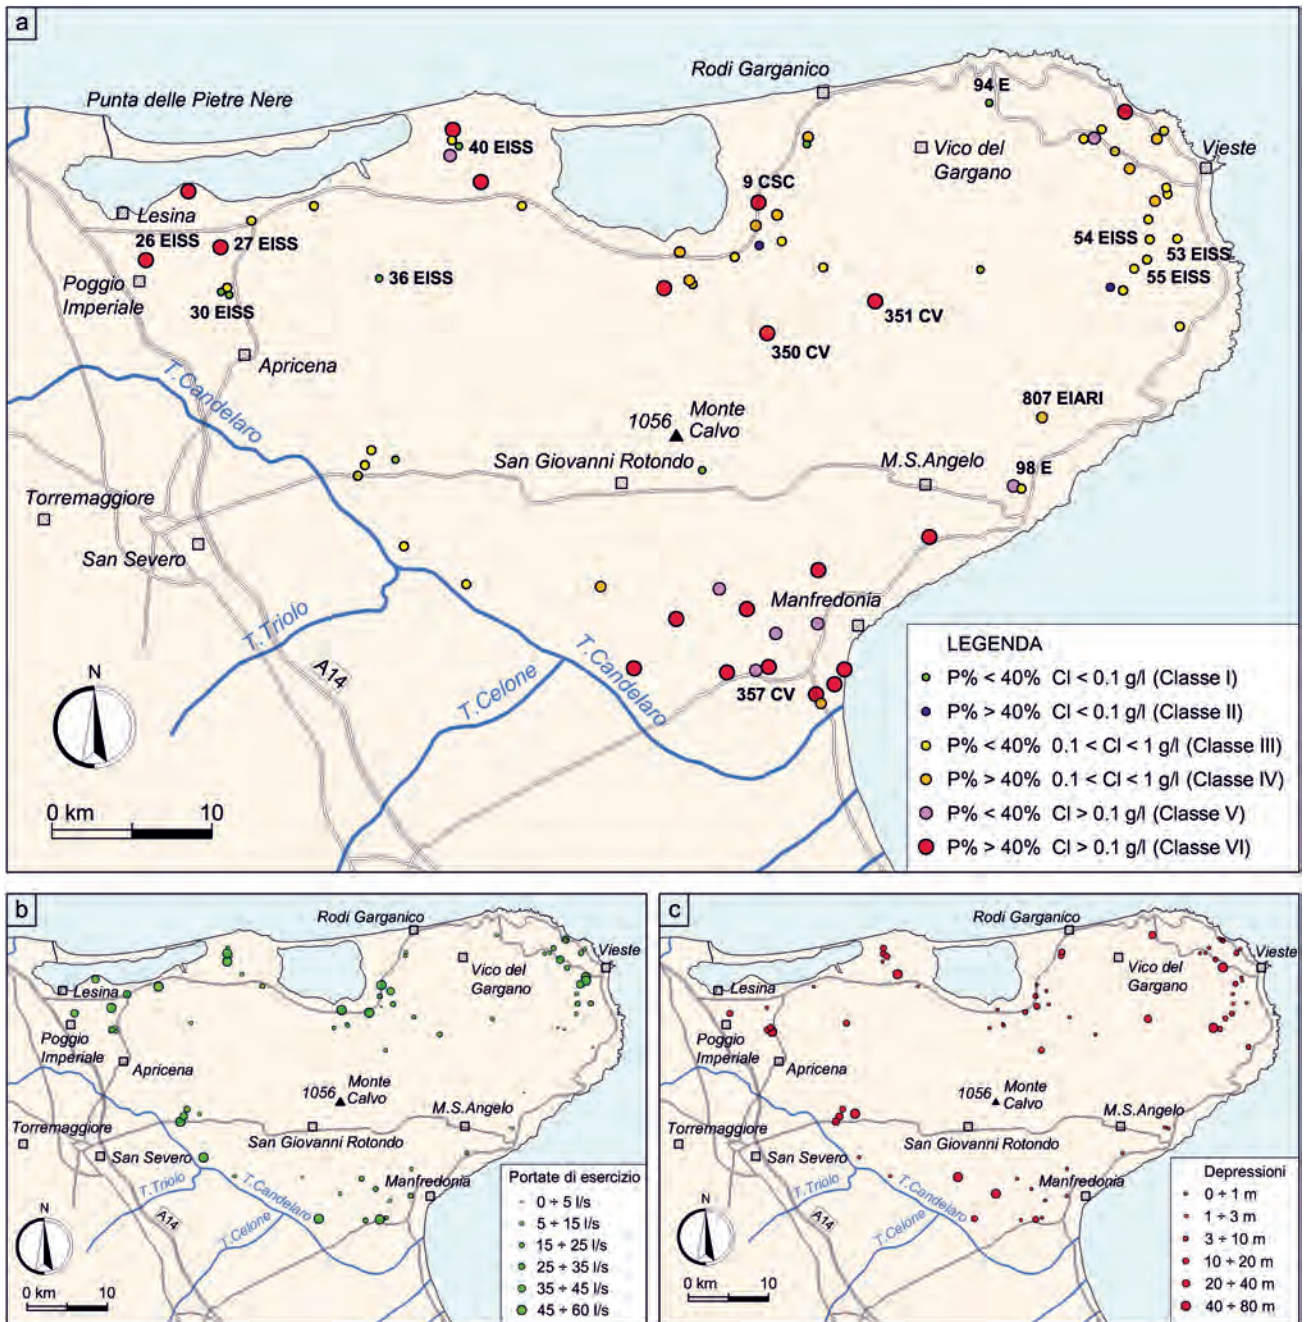 a
Rodi Garganico
Punta delle Pietre Nere
94 E
40 EISS
Vico del
Gargano
Vieste
9 CSC
Lesina
26 EISS
27 EISS
54 EISS
53 EISS
55 EISS
36 EISS
Poggio
Imperiale
30 EISS
351 CV
350 CV
Apricena
T.Candelaro
807 EIARI
1056
Monte
Calvo
San Giovanni Rotondo
M.S.Angelo
98 E
Torremaggiore
San Severo
Manfredonia
T.Triolo
T.Candelaro
A14
T.Celone
357 CV
N
0 km
10
LEGENDA
P% < 40% Cl < 0.1 g/l (Classe I)
P% > 40% Cl < 0.1 g/l (Classe II)
P% < 40% 0.1 < Cl < 1 g/l (Classe III)
P% > 40% 0.1 < Cl < 1 g/l (Classe IV)
P% < 40% Cl > 0.1 g/l (Classe V)
P% > 40% Cl > 0.1 g/l (Classe VI)
b
Rodi Garganico
Vieste
Vico del
Gargano
Lesina
Poggio
Imperiale
Apricena
1056
Monte
Calvo
M.S.Angelo
Torremaggiore
San Giovanni Rotondo
San Severo
Manfredonia
T.Triolo
T.Candelaro
T.Celone
A14
N
0 km
10
Portate di esercizio
0 ÷ 5 l/s
5 ÷ 15 l/s
15 ÷ 25 l/s
25 ÷ 35 l/s
35 ÷ 45 l/s
45 ÷ 60 l/s
c
Rodi Garganico
Vieste
Vico del
Gargano
Lesina
Poggio
Imperiale
Apricena
1056
Monte
Calvo
M.S.Angelo
Torremaggiore
San Giovanni Rotondo
San Severo
Manfredonia
T.Triolo
T.Candelaro
T.Celone
A14
N
0 km
10
Depressioni
0 ÷ 1 m
1 ÷ 3 m
3 ÷ 10 m
10 ÷ 20 m
20 ÷ 40 m
40 ÷ 80 m